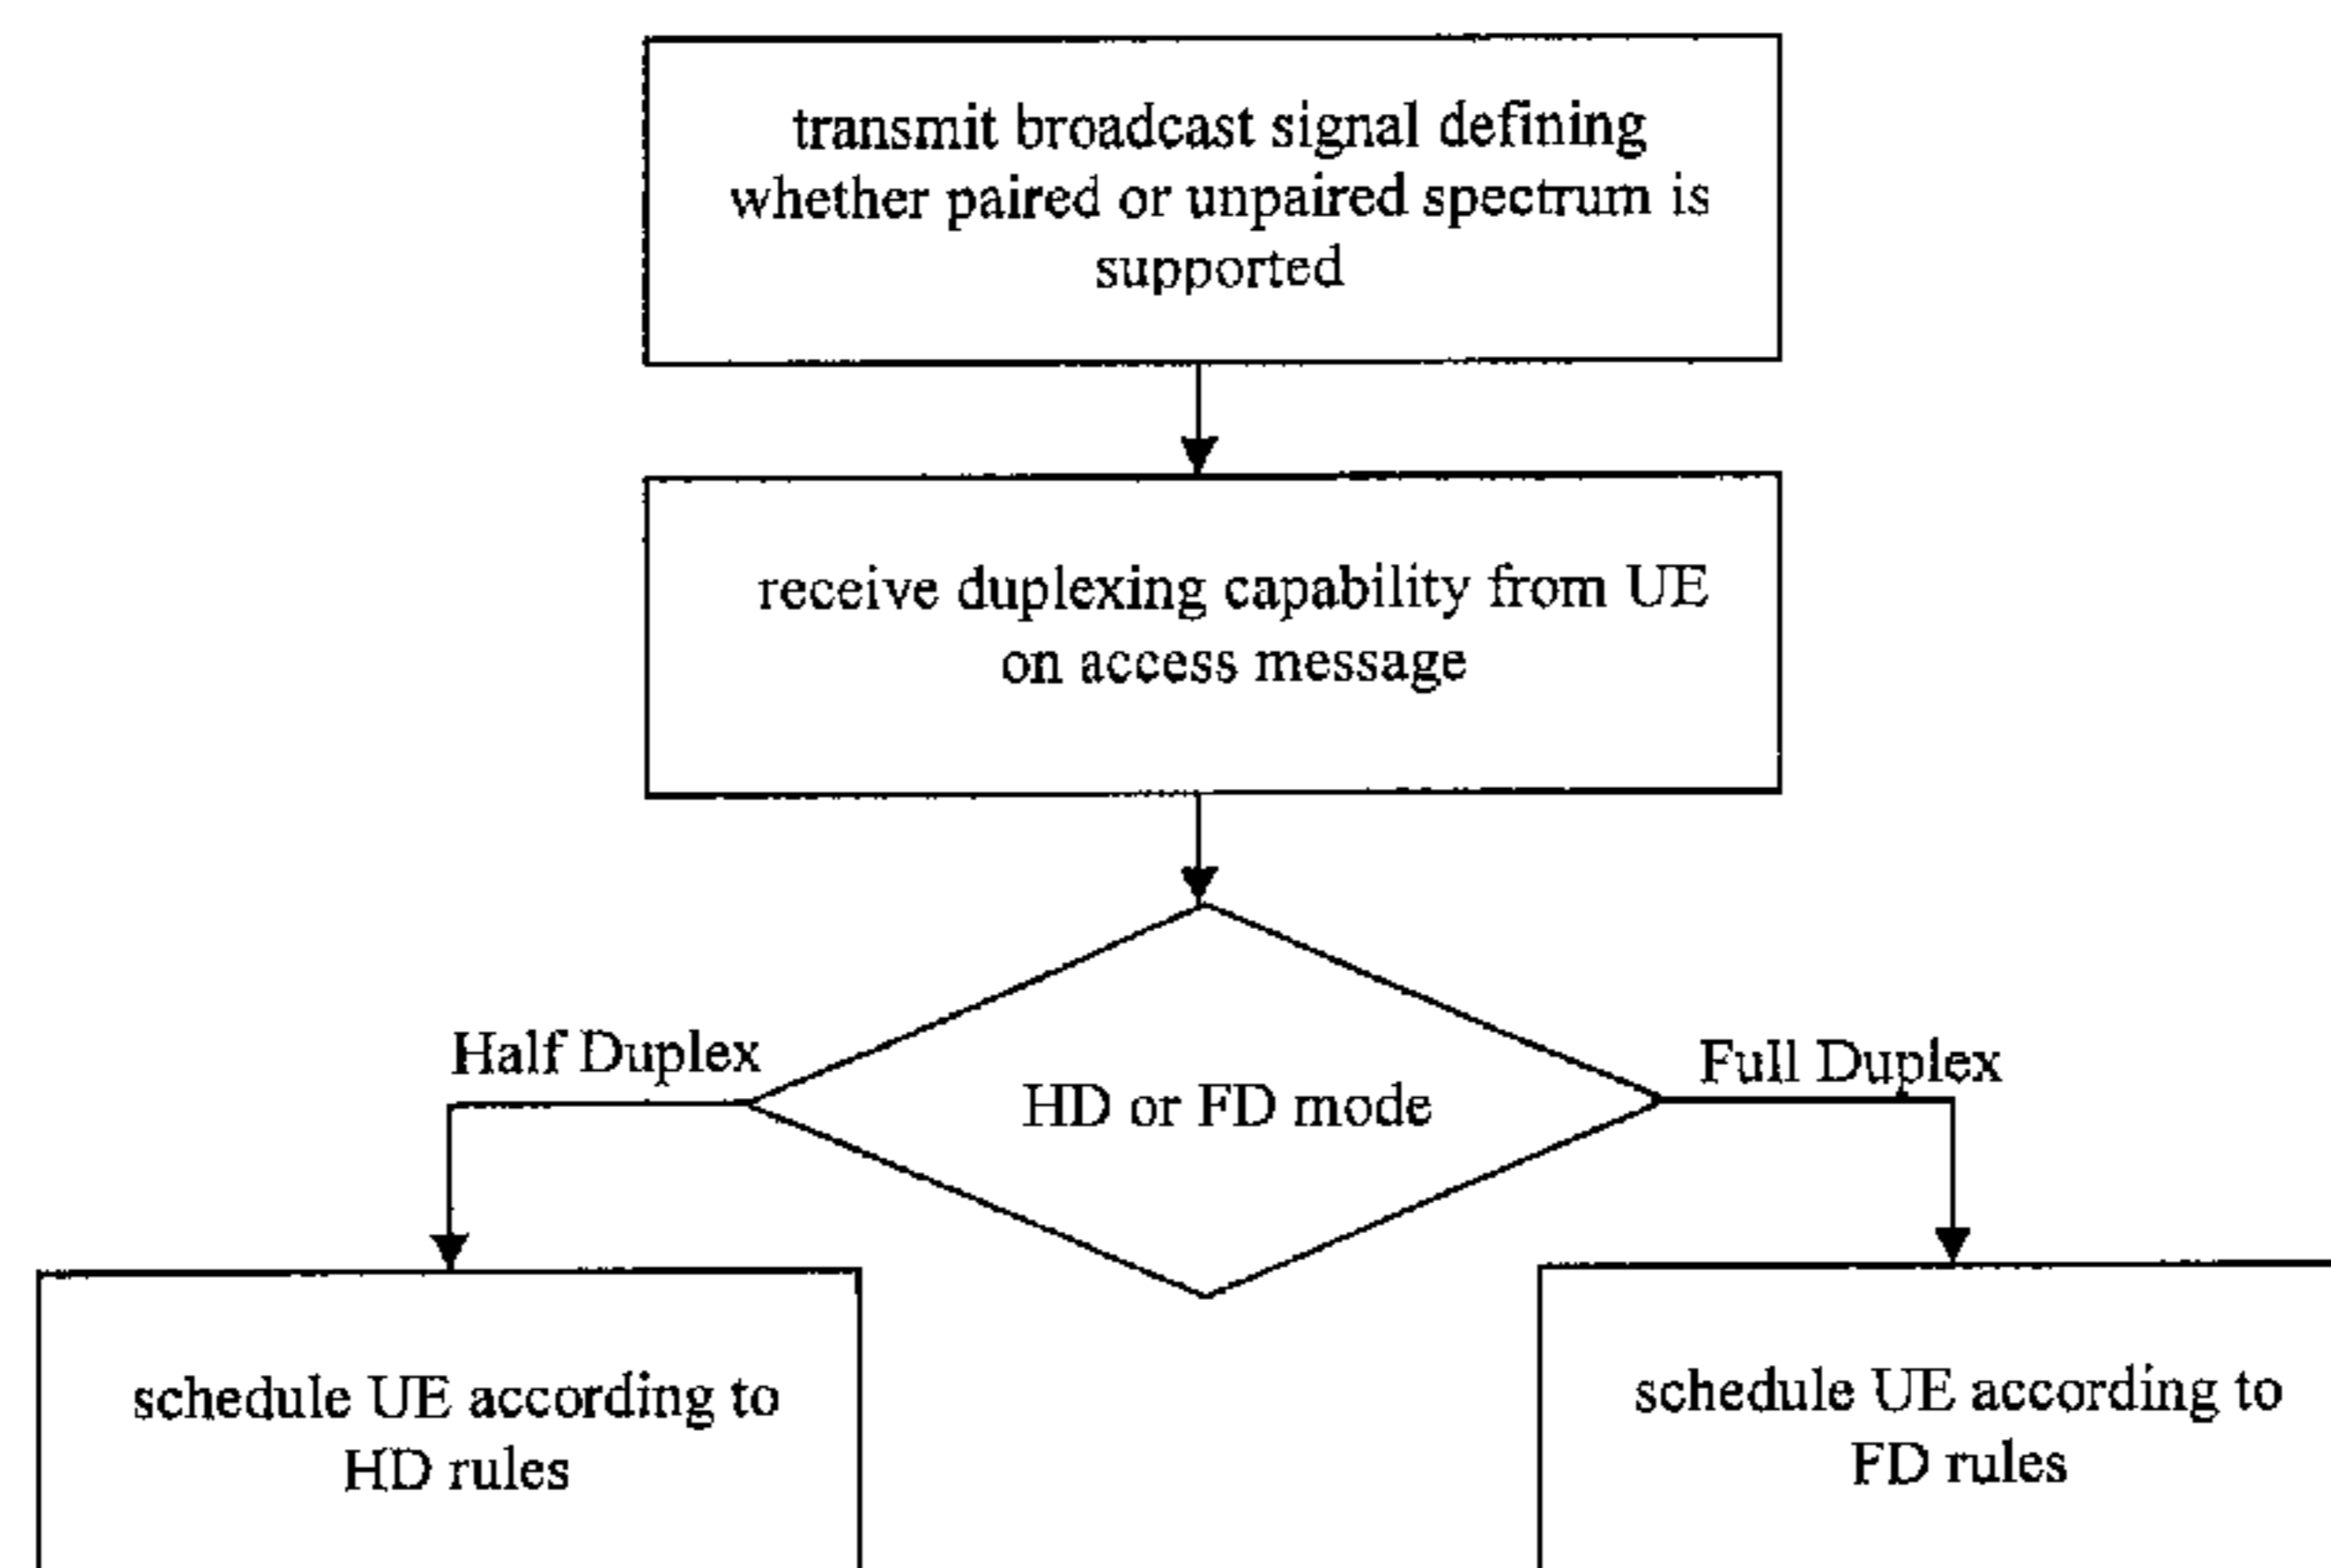 transmit broadcast signal defining
whether paired or unpaired spectrum is
supported
receive duplexing capability from UE
on access message
Half Duplex
Full Duplex
HD or FD mode
schedule UE according to
HD rules
schedule UE according to
FD rules